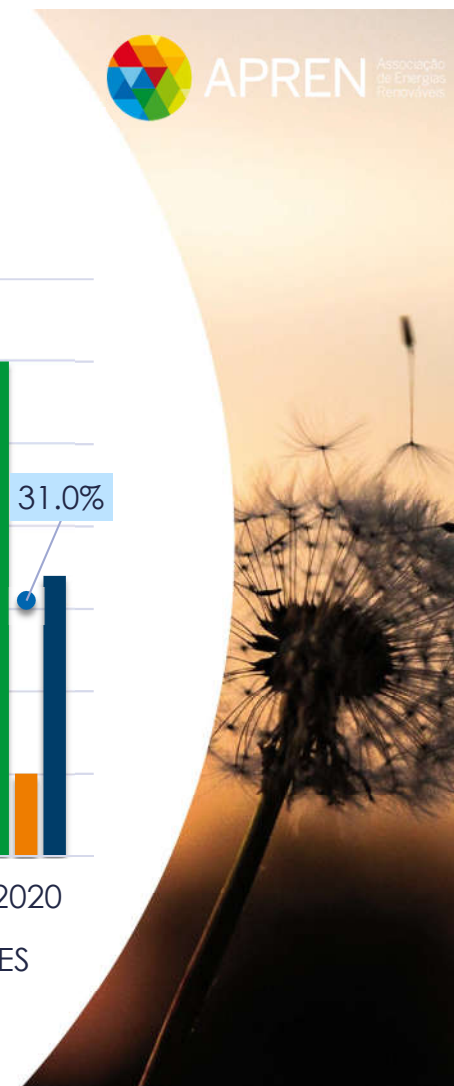 APREN
Associação
de Energias
Renováveis
31.0%
2020
ES